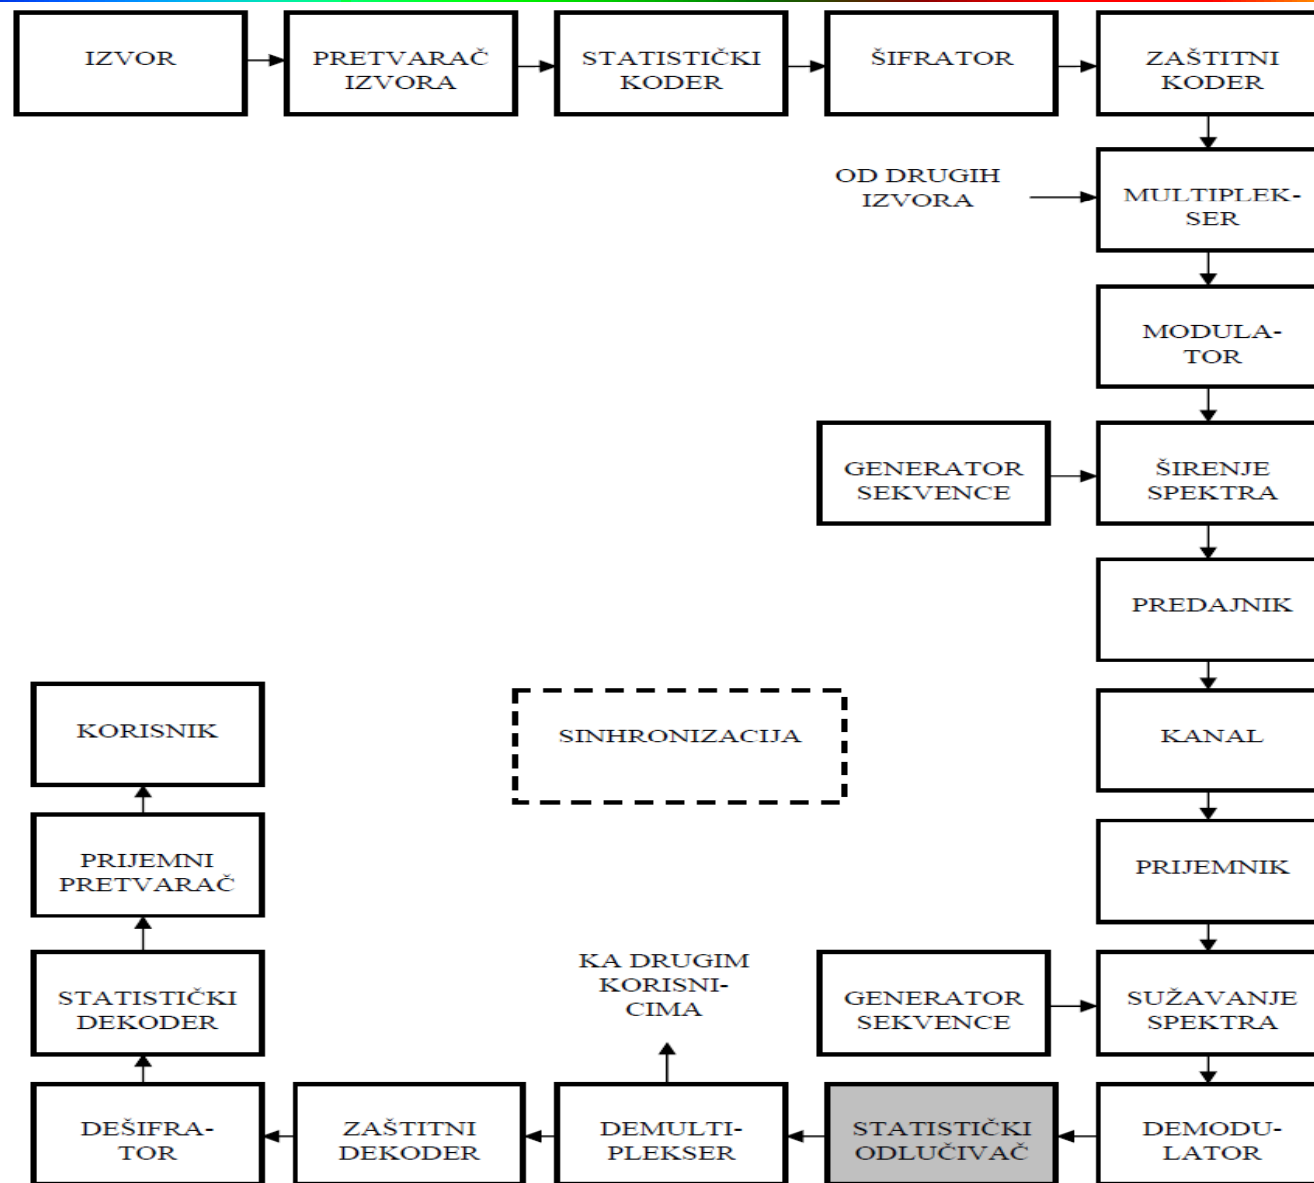 IZVOR
PRETVARAČ
IZVORA
STATISTIČKI
KODER
ŠIFRATOR
ZAŠTITNI
KODER
OD DRUGIH
IZVORA
MULTIPLEK-
SER
MODULA-
TOR
GENERATOR
SEKVENCE
ŠIRENJE
SPEKTRA
PREDAJNIK
KANAL
PRIJEMNIK
GENERATOR
SEKVENCE
SUŽAVANJE
SPEKTRA
DEMODU-
LATOR
STATISTIČKI
ODLUČIVAČ
KA DRUGIM
KORISNI-
CIMA
DEMULTI-
PLEKSER
ZAŠTITNI
DEKODER
DEŠIFRA-
TOR
STATISTIČKI
DEKODER
PRIJEMNI
PRETVARAČ
KORISNIK
SINHRONIZACIJA